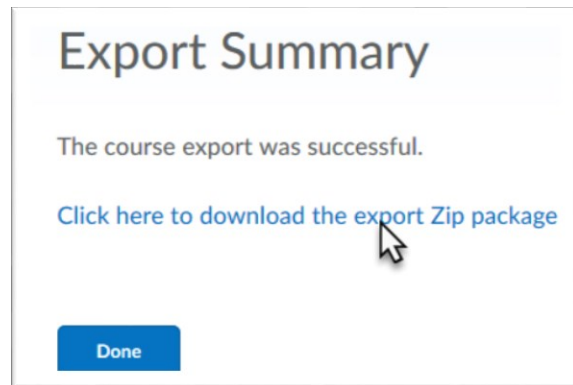 Export Summary
The course export was successful.
Click here to download the export Zip package
Done